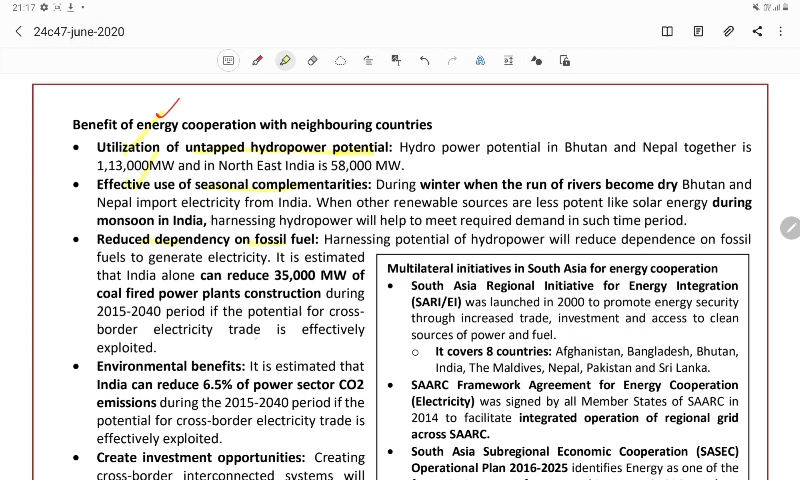 21:17
24c47-june-2020
Benefit of energy cooperation with neighbouring countries
• Utilization of untapped hydropower potential: Hydro power potential in Bhutan and Nepal together is
1,13,000MW and in North East India is 58,000 MW.
• Effective use of seasonal complementarities: During winter when the run of rivers become dry Bhutan and
Nepal import electricity from India. When other renewable sources are less potent like solar energy during
monsoon in India, harnessing hydropower will help to meet required demand in such time period.
• Reduced dependency on fossil fuel: Harnessing potential of hydropower will reduce dependence on fossil
fuels to generate electricity. It is estimated
that India alone can reduce 35,000 MW of
coal fired power plants construction during
2015-2040 period if the potential for cross-
border electricity trade is effectively
exploited.
• Environmental benefits: It is estimated that
India can reduce 6.5% of power sector CO2
emissions during the 2015-2040 period if the
potential for cross-border electricity trade is
effectively exploited.
• Create investment opportunities: Creating
cross-border interconnected systems will
Multilateral initiatives in South Asia for energy cooperation
• South Asia Regional Initiative for Energy Integration
(SARI/EI) was launched in 2000 to promote energy security
through increased trade, investment and access to clean
sources of power and fuel.
o It covers 8 countries: Afghanistan, Bangladesh, Bhutan,
India, The Maldives, Nepal, Pakistan and Sri Lanka.
• SAARC Framework Agreement for Energy Cooperation
(Electricity) was signed by all Member States of SAARC in
2014 to facilitate integrated operation of regional grid
across SAARC.
• South Asia Subregional Economic Cooperation (SASEC)
Operational Plan 2016-2025 identifies Energy as one of the